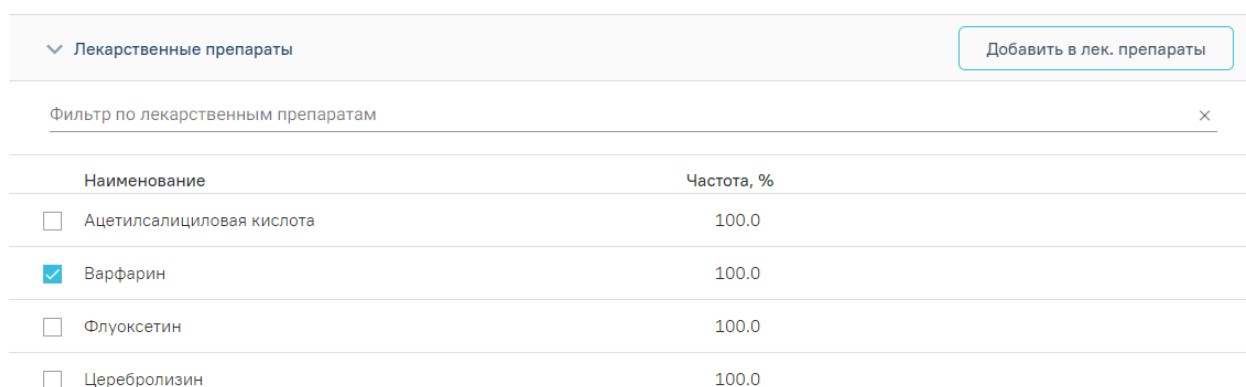 Лекарственные препараты Добавить в лек. препараты
Фильтр по лекарственным препаратам
Наименование Частота, %
Ацетилсалициловая кислота 100.0
Варфарин 100.0
Флуоксетин 100.0
Церебролизин 100.0